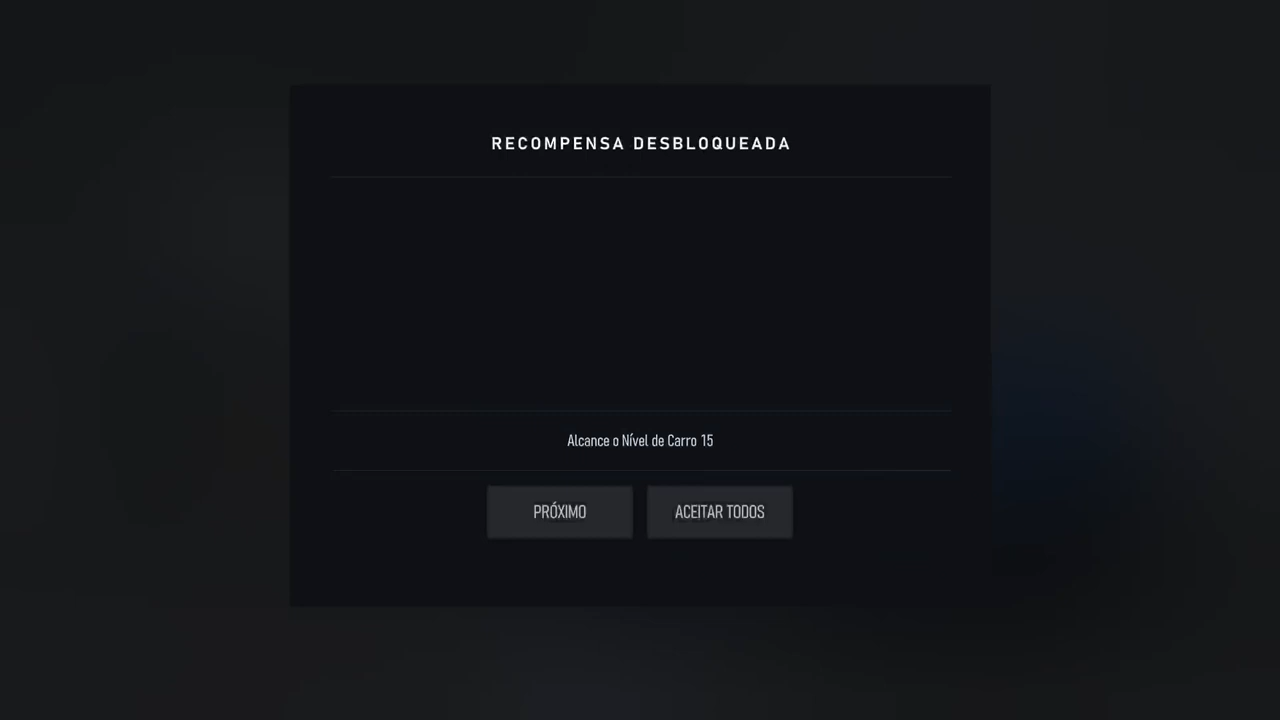 RECOMPENSA DESBLOQUEADA
Alcance o Nível de Carro 15
PRÓXIMO
ACEITAR TODOS